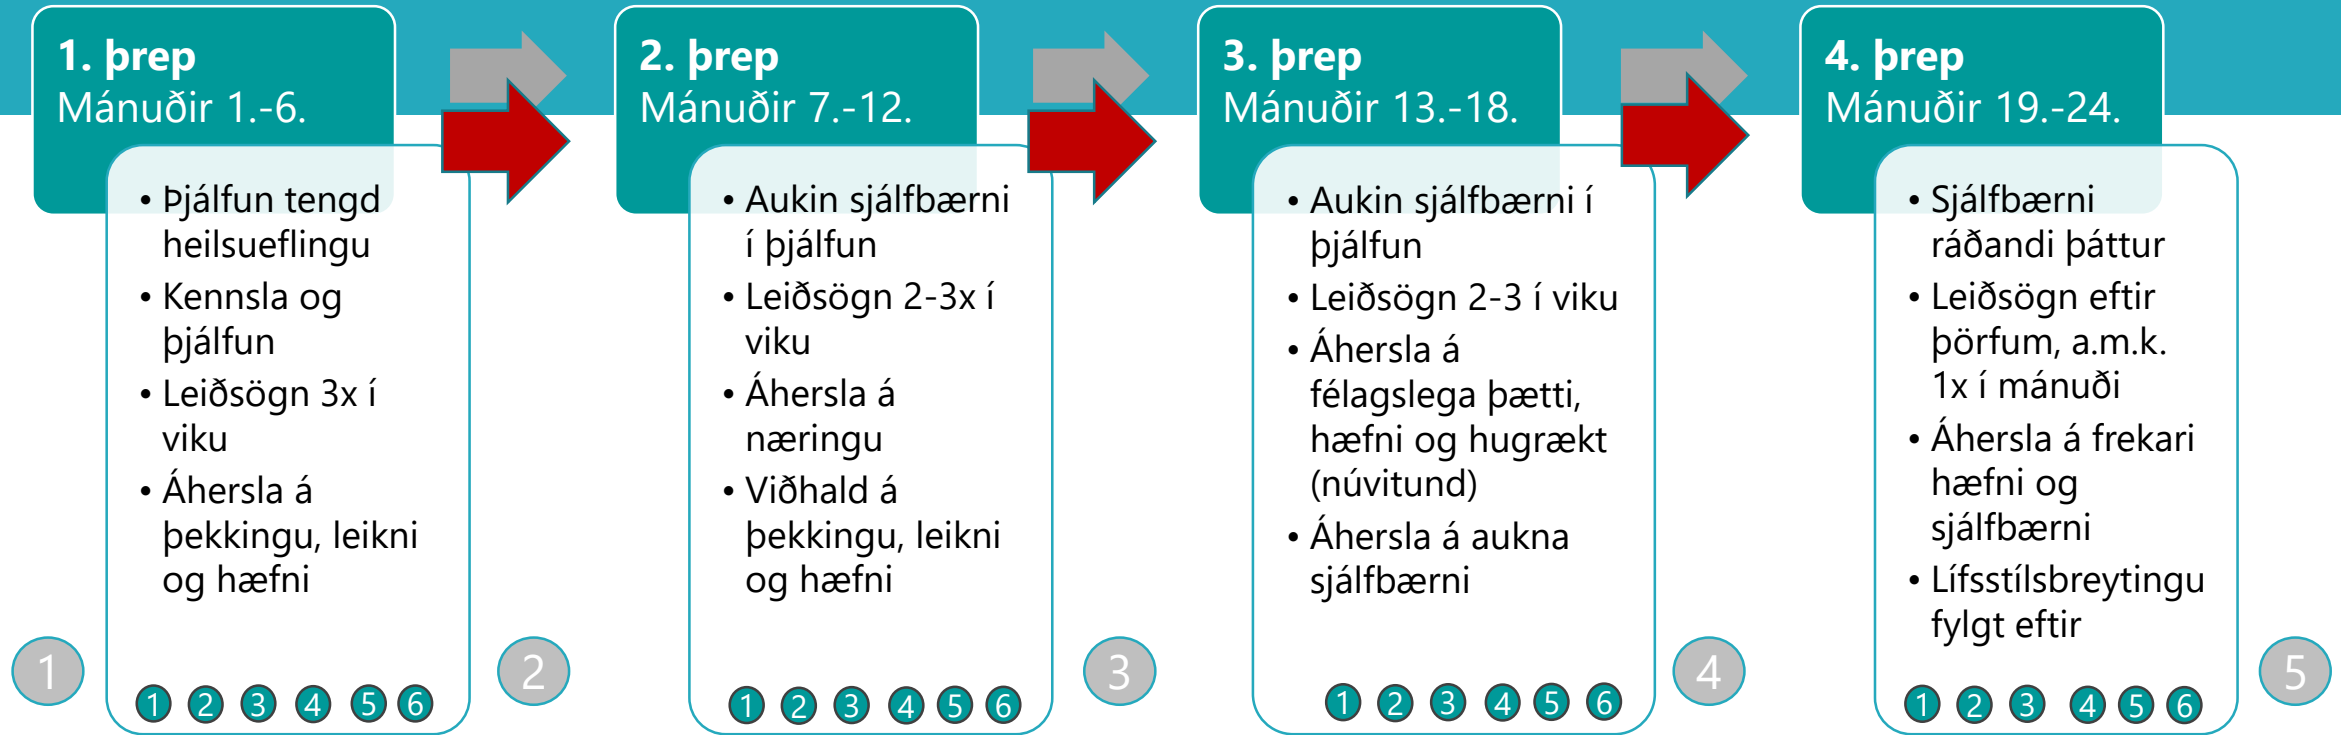 1. þrep
Mánuðir 1.-6.
• Þjálfun tengd
heilsueflingu
• Kennsla og
þjálfun
• Leiðsögn 3x í
viku
• Áhersla á
þekkingu, leikni
og hæfni
1 2 3 4 5 6
2. þrep
Mánuðir 7.-12.
• Aukin sjálfbærni
í þjálfun
• Leiðsögn 2-3x í
viku
• Áhersla á
næringu
• Viðhald á
þekkingu, leikni
og hæfni
1 2 3 4 5 6
3. þrep
Mánuðir 13.-18.
• Aukin sjálfbærni í
þjálfun
• Leiðsögn 2-3 í viku
• Áhersla á
félagslega þætti,
hæfni og hugrækt
(núvitund)
• Áhersla á aukna
sjálfbærni
1 2 3 4 5 6
4. þrep
Mánuðir 19.-24.
• Sjálfbærni
ráðandi þáttur
• Leiðsögn eftir
þörfum, a.m.k.
1x í mánuði
• Áhersla á frekari
hæfni og
sjálfbærni
• Lífsstílsbreytingu
fylgt eftir
1 2 3 4 5 6
1
2
3
4
5